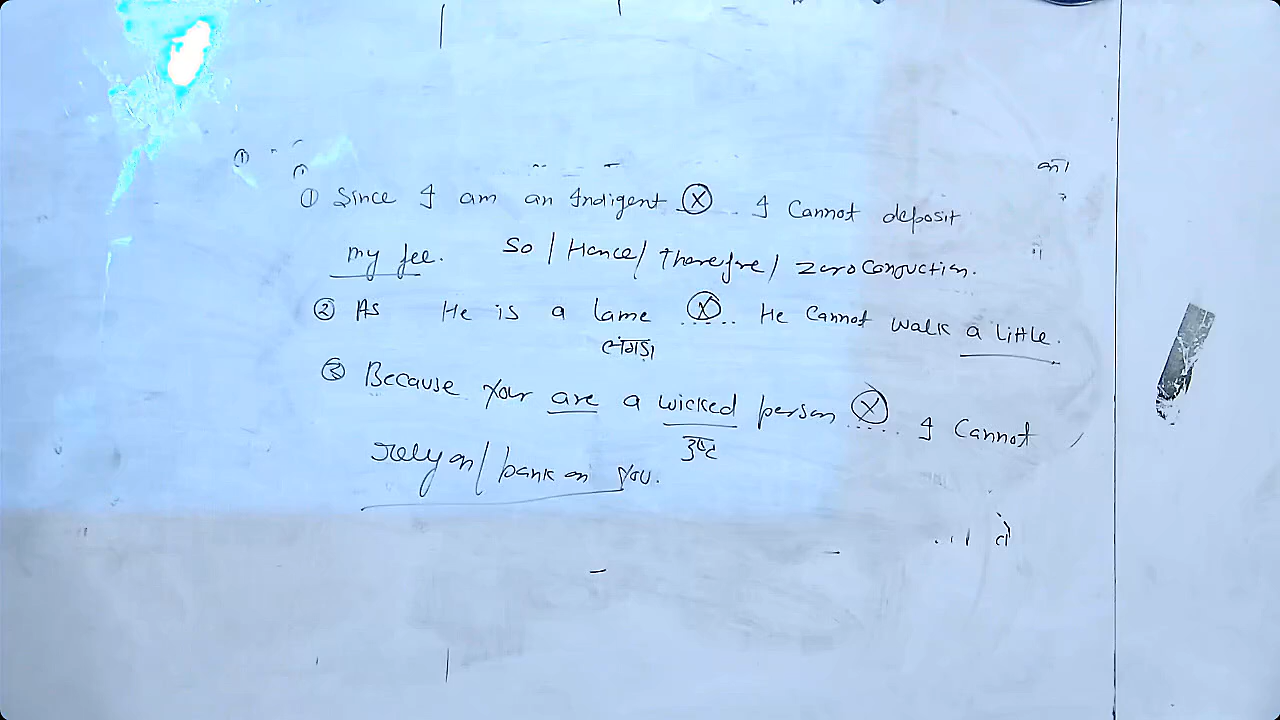 ① Since I am an Indigent Ⓧ .. I Cannot deposit
my fee. So / Hence / therefore / zero Conjuction.
② As He is a lame Ⓧ .. He Cannot walk a little.
लंगड़ा
③ Because Your are a wicked person Ⓧ .. I Cannot
दुष्ट
rely on / bank on You.